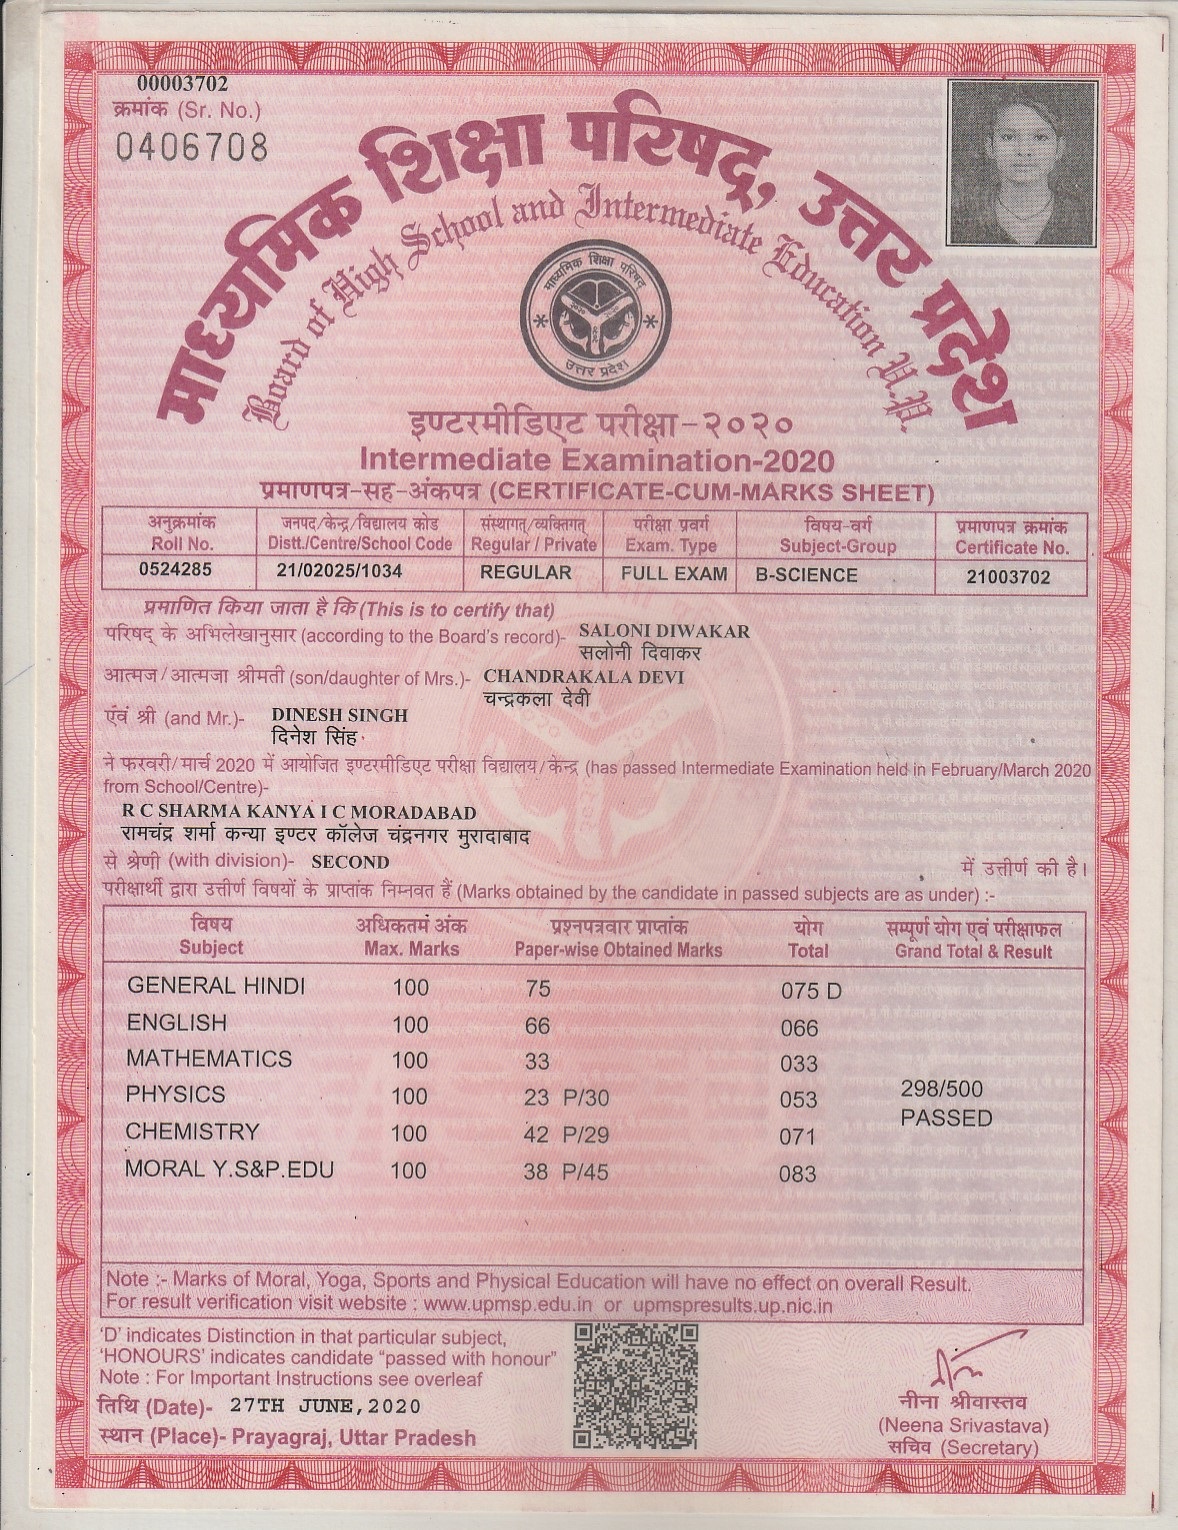 00003702
क्रमांक (Sr. No.)
0406708
माध्यमिक शिक्षा परिषद्, उत्तर प्रदेश
Board of High School and Intermediate Education U.P.
माध्यमिक शिक्षा परिषद्
उत्तर प्रदेश
इण्टरमीडिएट परीक्षा-२०२०
Intermediate Examination-2020
प्रमाणपत्र-सह-अंकपत्र (CERTIFICATE-CUM-MARKS SHEET)
अनुक्रमांक जनपद/केन्द्र/विद्यालय कोड संस्थागत्/व्यक्तिगत् परीक्षा प्रवर्ग विषय-वर्ग प्रमाणपत्र क्रमांक
Roll No. Distt./Centre/School Code Regular / Private Exam. Type Subject-Group Certificate No.
0524285 21/02025/1034 REGULAR FULL EXAM B-SCIENCE 21003702
प्रमाणित किया जाता है कि (This is to certify that)
परिषद् के अभिलेखानुसार (according to the Board's record)- SALONI DIWAKAR
सलोनी दिवाकर
आत्मज/आत्मजा श्रीमती (son/daughter of Mrs.)- CHANDRAKALA DEVI
चन्द्रकला देवी
एंव श्री (and Mr.)- DINESH SINGH
दिनेश सिंह
ने फरवरी/मार्च 2020 में आयोजित इण्टरमीडिएट परीक्षा विद्यालय/केन्द्र (has passed Intermediate Examination held in February/March 2020
from School/Centre)-
R C SHARMA KANYA I C MORADABAD
रामचंद्र शर्मा कन्या इण्टर कॉलेज चंद्रनगर मुरादाबाद
से श्रेणी (with division)- SECOND में उत्तीर्ण की है।
परीक्षार्थी द्वारा उत्तीर्ण विषयों के प्राप्तांक निम्नवत हैं (Marks obtained by the candidate in passed subjects are as under) :-
विषय अधिकतम अंक प्रश्नपत्रवार प्राप्तांक योग सम्पूर्ण योग एवं परीक्षाफल
Subject Max. Marks Paper-wise Obtained Marks Total Grand Total & Result
GENERAL HINDI 100 75 075 D
ENGLISH 100 66 066
MATHEMATICS 100 33 033
PHYSICS 100 23 P/30 053 298/500
PASSED
CHEMISTRY 100 42 P/29 071
MORAL Y.S&P.EDU 100 38 P/45 083
Note :- Marks of Moral, Yoga, Sports and Physical Education will have no effect on overall Result.
For result verification visit website : www.upmsp.edu.in or upmspresults.up.nic.in
'D' indicates Distinction in that particular subject,
'HONOURS' indicates candidate "passed with honour"
Note : For Important Instructions see overleaf
तिथि (Date)- 27TH JUNE,2020
स्थान (Place)- Prayagraj, Uttar Pradesh
नीना श्रीवास्तव
(Neena Srivastava)
सचिव (Secretary)